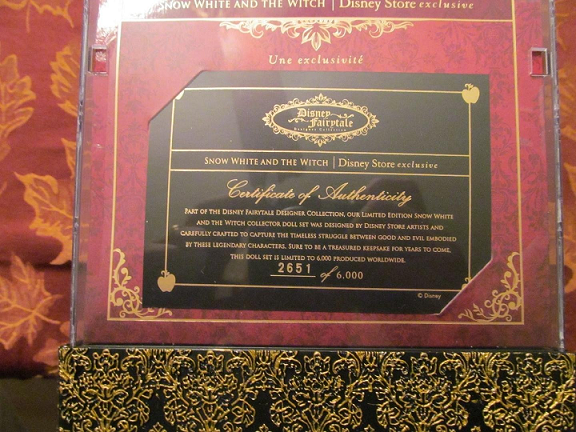 SNOW WHITE AND THE WITCH | Disney Store exclusive
Une exclusivité
Disney
Fairytale
Designer Collection
SNOW WHITE AND THE WITCH | Disney Store exclusive
Certificate of Authenticity
PART OF THE DISNEY FAIRYTALE DESIGNER COLLECTION, OUR LIMITED EDITION SNOW WHITE
AND THE WITCH COLLECTOR DOLL SET WAS DESIGNED BY DISNEY STORE ARTISTS AND
CAREFULLY CRAFTED TO CAPTURE THE TIMELESS STRUGGLE BETWEEN GOOD AND EVIL EMBODIED
BY THESE LEGENDARY CHARACTERS. SURE TO BE A TREASURED KEEPSAKE FOR YEARS TO COME,
THIS DOLL SET IS LIMITED TO 6,000 PRODUCED WORLDWIDE.
2651 of 6,000
© Disney